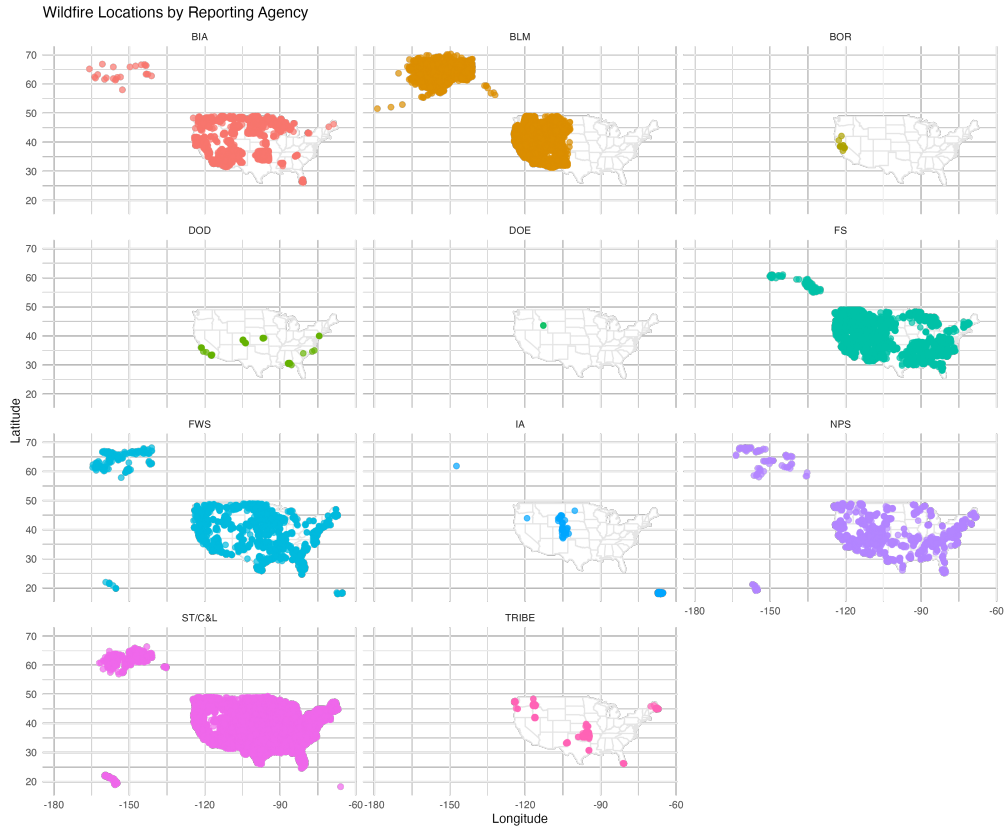 Wildfire Locations by Reporting Agency
BIA BLM BOR
70
60
50
40
30
20
DOD DOE FS
70
60
50
40
30
20
FWS IA NPS
70
60
50
40
30
20
-180 -150 -120 -90 -60
ST/C&L TRIBE
70
60
50
40
30
20
-180 -150 -120 -90 -60 -180 -150 -120 -90 -60
Longitude
Latitude